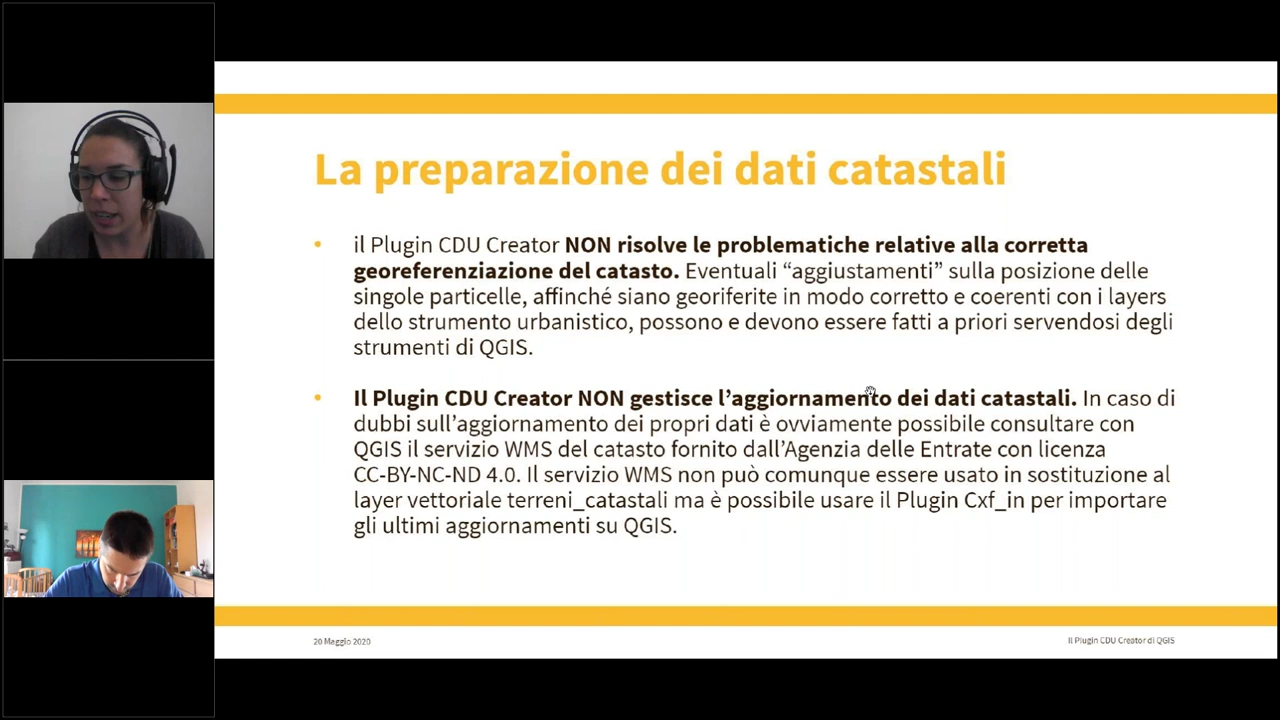 La preparazione dei dati catastali
• il Plugin CDU Creator NON risolve le problematiche relative alla corretta
georeferenziazione del catasto. Eventuali “aggiustamenti” sulla posizione delle
singole particelle, affinché siano georiferite in modo corretto e coerenti con i layers
dello strumento urbanistico, possono e devono essere fatti a priori servendosi degli
strumenti di QGIS.
• Il Plugin CDU Creator NON gestisce l’aggiornamento dei dati catastali. In caso di
dubbi sull’aggiornamento dei propri dati è ovviamente possibile consultare con
QGIS il servizio WMS del catasto fornito dall’Agenzia delle Entrate con licenza
CC-BY-NC-ND 4.0. Il servizio WMS non può comunque essere usato in sostituzione al
layer vettoriale terreni_catastali ma è possibile usare il Plugin Cxf_in per importare
gli ultimi aggiornamenti su QGIS.
20 Maggio 2020
Il Plugin CDU Creator di QGIS